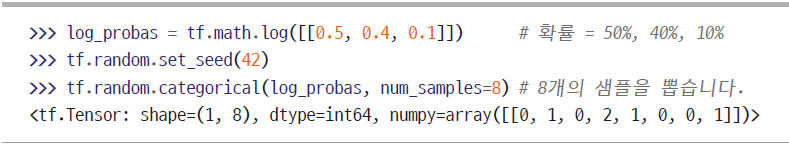 >>> log_probas = tf.math.log([[0.5, 0.4, 0.1]]) # 확률 = 50%, 40%, 10%
>>> tf.random.set_seed(42)
>>> tf.random.categorical(log_probas, num_samples=8) # 8개의 샘플을 뽑습니다.
<tf.Tensor: shape=(1, 8), dtype=int64, numpy=array([[0, 1, 0, 2, 1, 0, 0, 1]])>